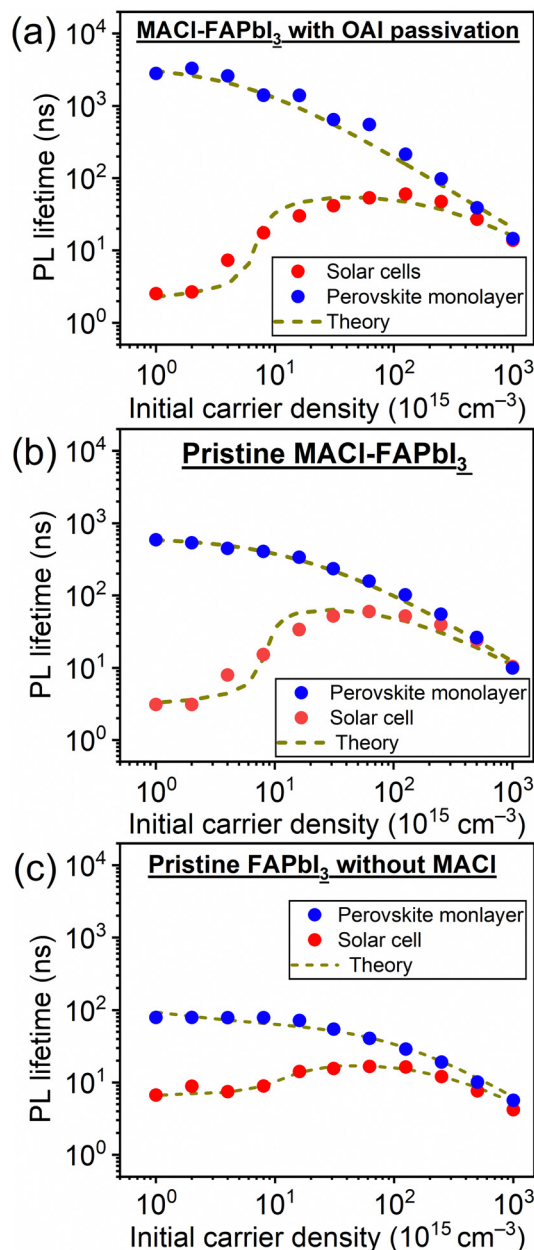 (a)
MACl-FAPbI3 with OAI passivation
PL lifetime (ns)
10^4
10^3
10^2
10^1
10^0
Solar cells
Perovskite monolayer
Theory
10^0 10^1 10^2 10^3
Initial carrier density (10^15 cm^−3)
(b)
Pristine MACl-FAPbI3
PL lifetime (ns)
10^4
10^3
10^2
10^1
10^0
Perovskite monolayer
Solar cell
Theory
10^0 10^1 10^2 10^3
Initial carrier density (10^15 cm^−3)
(c)
Pristine FAPbI3 without MACl
PL lifetime (ns)
10^4
10^3
10^2
10^1
10^0
Perovskite monlayer
Solar cell
Theory
10^0 10^1 10^2 10^3
Initial carrier density (10^15 cm^−3)